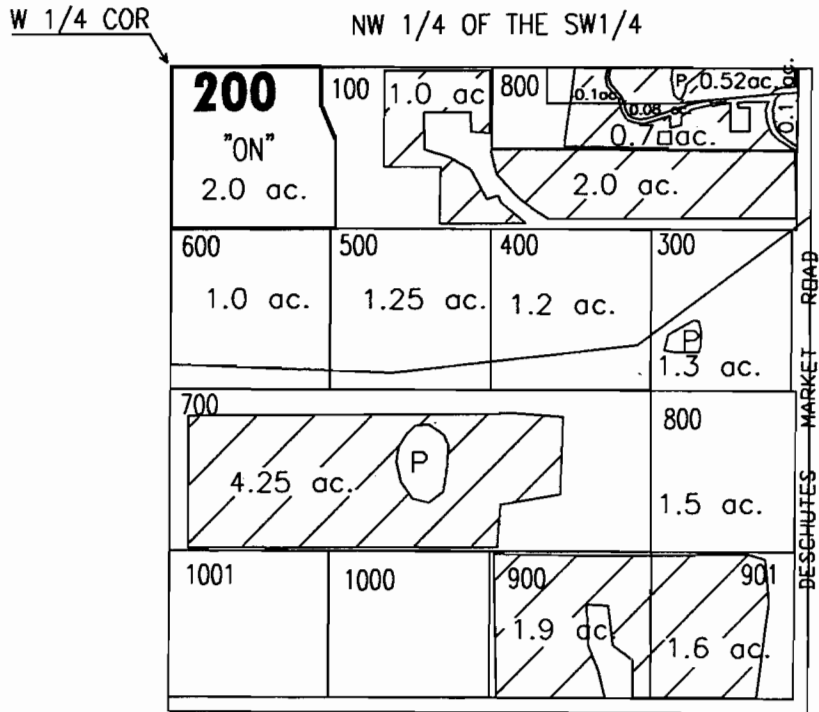 W 1/4 COR
NW 1/4 OF THE SW1/4
200
"ON"
2.0 ac.
100
1.0 ac
800
P
0.52ac.
0.1ac.
0.08 ac.
ac.
0.1
0.7 ac.
2.0 ac.
600
1.0 ac.
500
1.25 ac.
400
1.2 ac.
300
P
1.3 ac.
DESCHUTES MARKET ROAD
700
4.25 ac.
P
800
1.5 ac.
1001
1000
900
1.9 ac
901
1.6 ac.